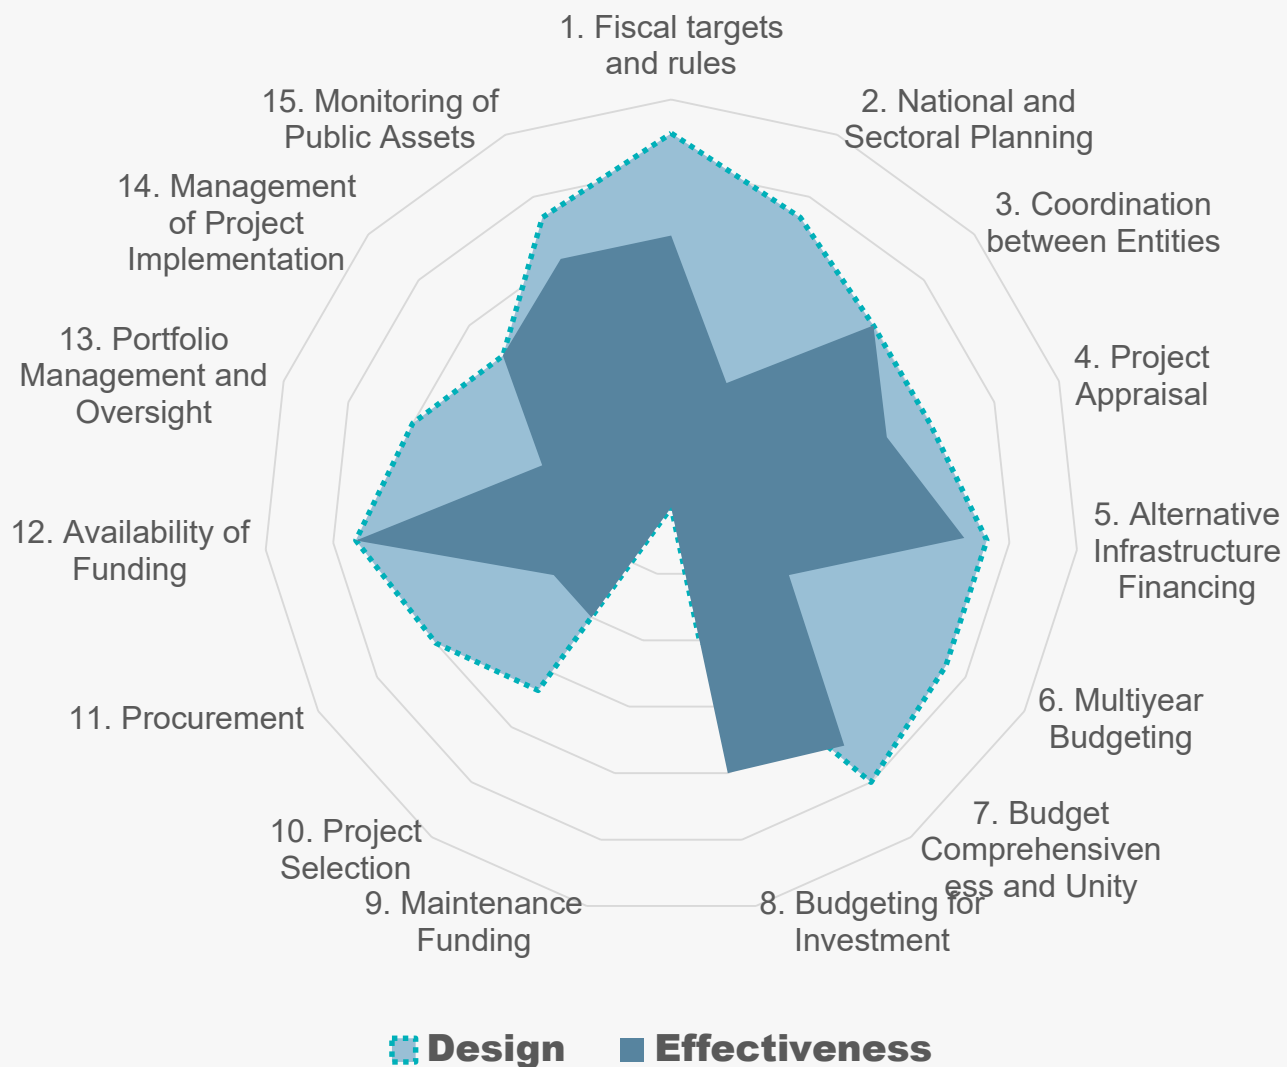 1. Fiscal targets
and rules
2. National and
Sectoral Planning
3. Coordination
between Entities
4. Project
Appraisal
5. Alternative
Infrastructure
Financing
6. Multiyear
Budgeting
7. Budget
Comprehensiven
ess and Unity
8. Budgeting for
Investment
9. Maintenance
Funding
10. Project
Selection
11. Procurement
12. Availability of
Funding
13. Portfolio
Management and
Oversight
14. Management
of Project
Implementation
15. Monitoring of
Public Assets
Design
Effectiveness